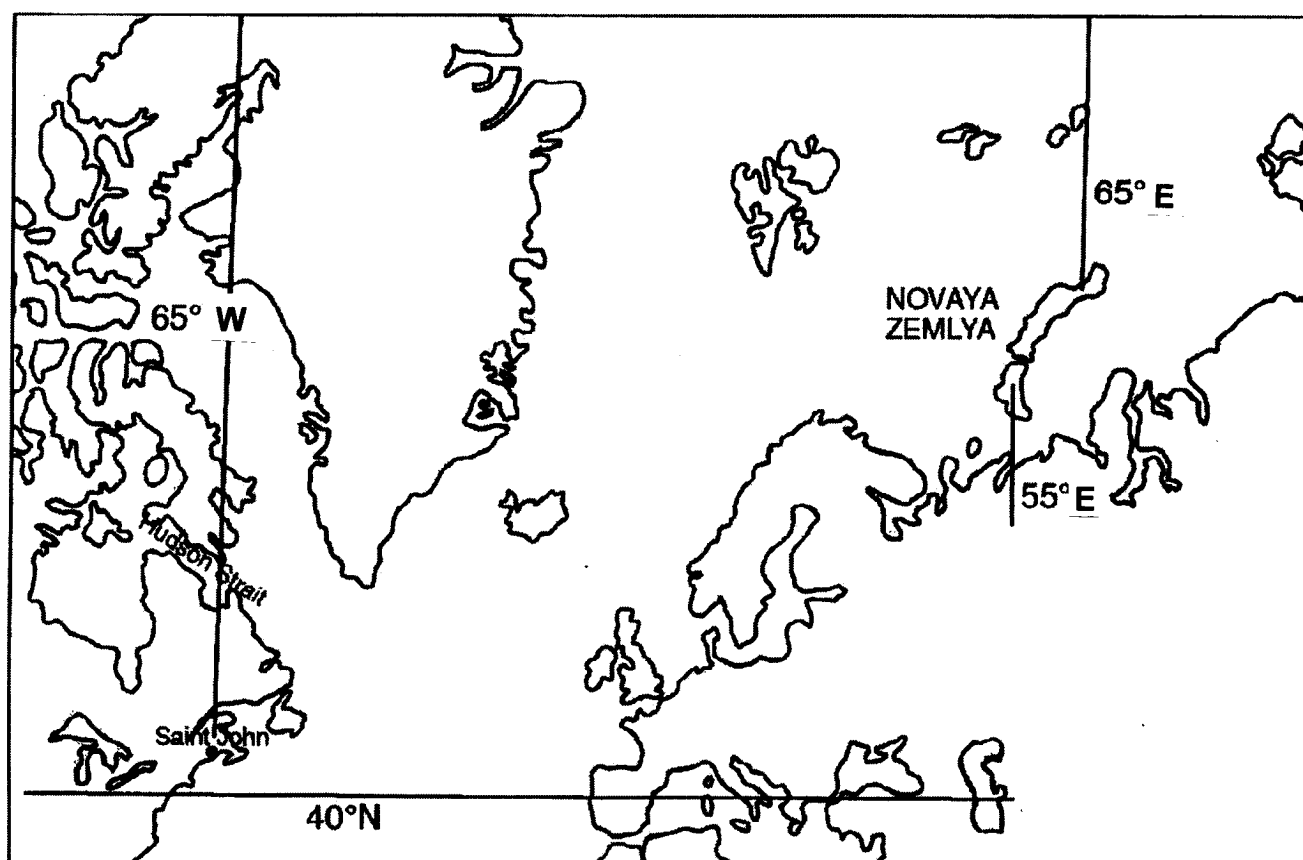 65° E
NOVAYA
ZEMLYA
65° W
55° E
Hudson Strait
Saint John
40°N